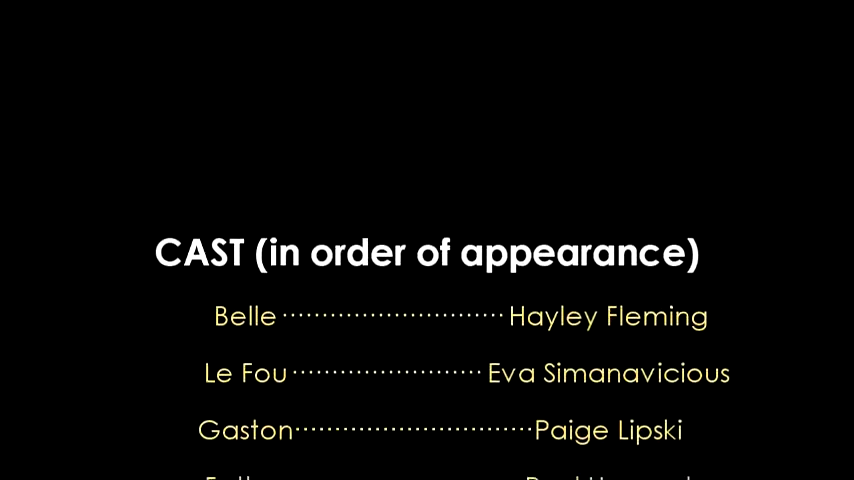 CAST (in order of appearance)
Belle ···························· Hayley Fleming
Le Fou ························ Eva Simanavicious
Gaston ······························ Paige Lipski